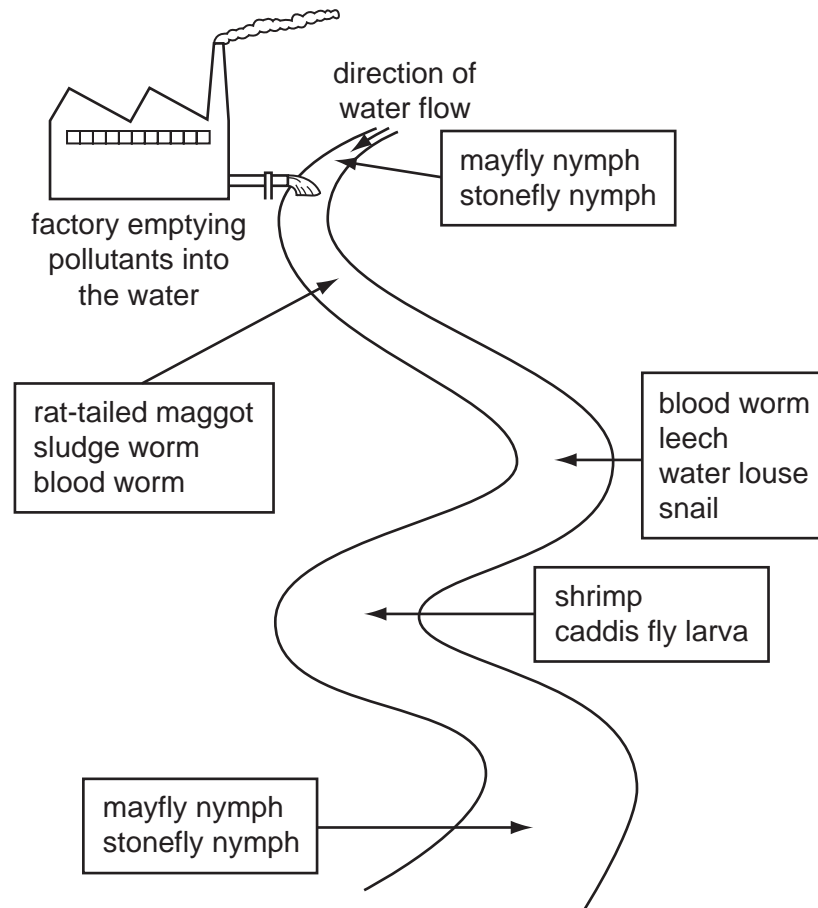 direction of
water flow
mayfly nymph
stonefly nymph
factory emptying
pollutants into
the water
rat-tailed maggot
sludge worm
blood worm
blood worm
leech
water louse
snail
shrimp
caddis fly larva
mayfly nymph
stonefly nymph